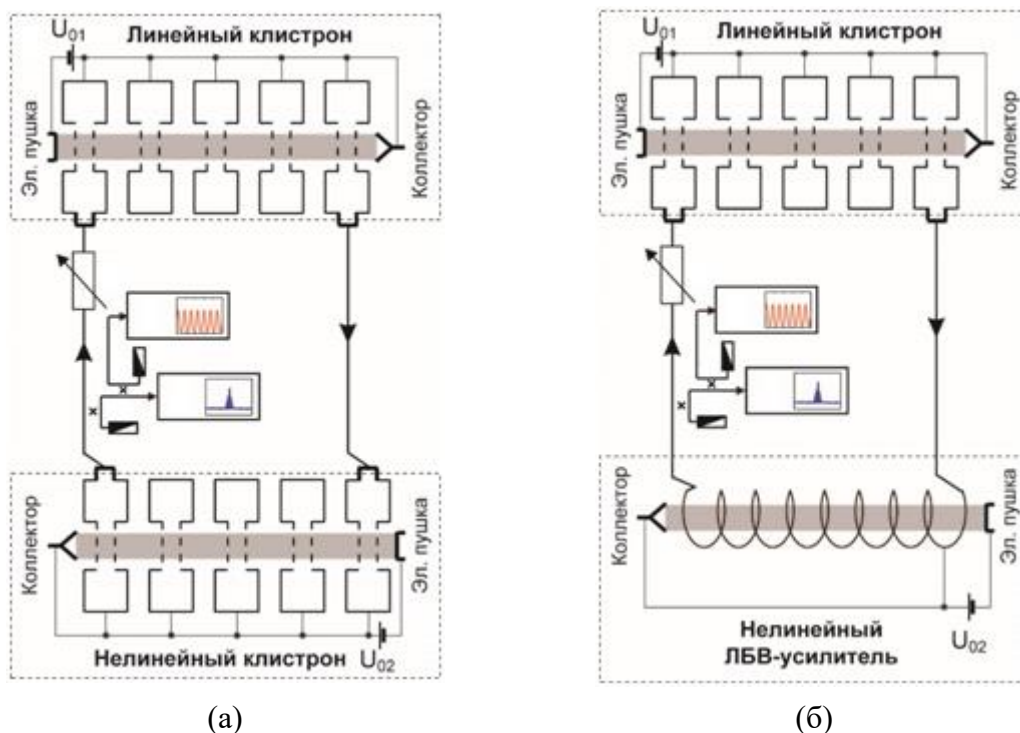 U01
Линейный клистрон
Эл. пушка
Коллектор
Коллектор
Эл. пушка
Нелинейный клистрон
U02
(а)
U01
Линейный клистрон
Эл. пушка
Коллектор
Коллектор
Эл. пушка
Нелинейный
ЛБВ-усилитель
U02
(б)